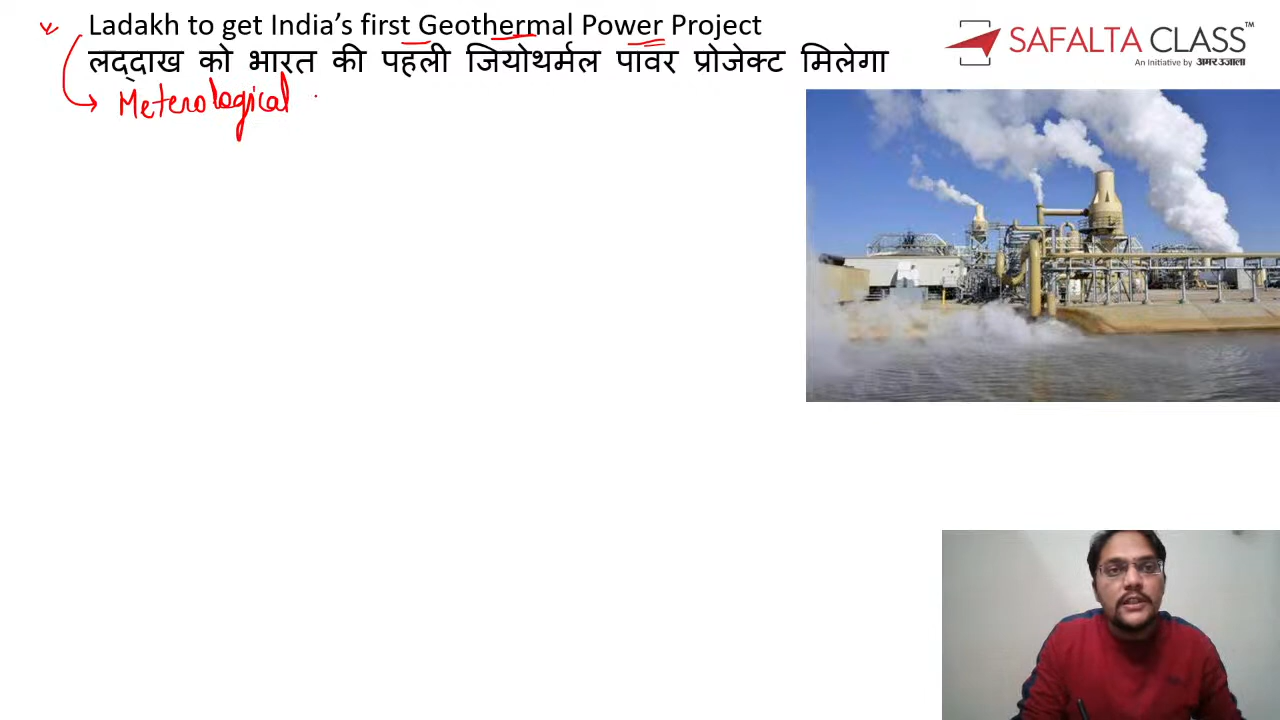 Ladakh to get India’s first Geothermal Power Project
लद्दाख को भारत की पहली जियोथर्मल पावर प्रोजेक्ट मिलेगा
Meterological
SAFALTA CLASS™
An Initiative by अमर उजाला